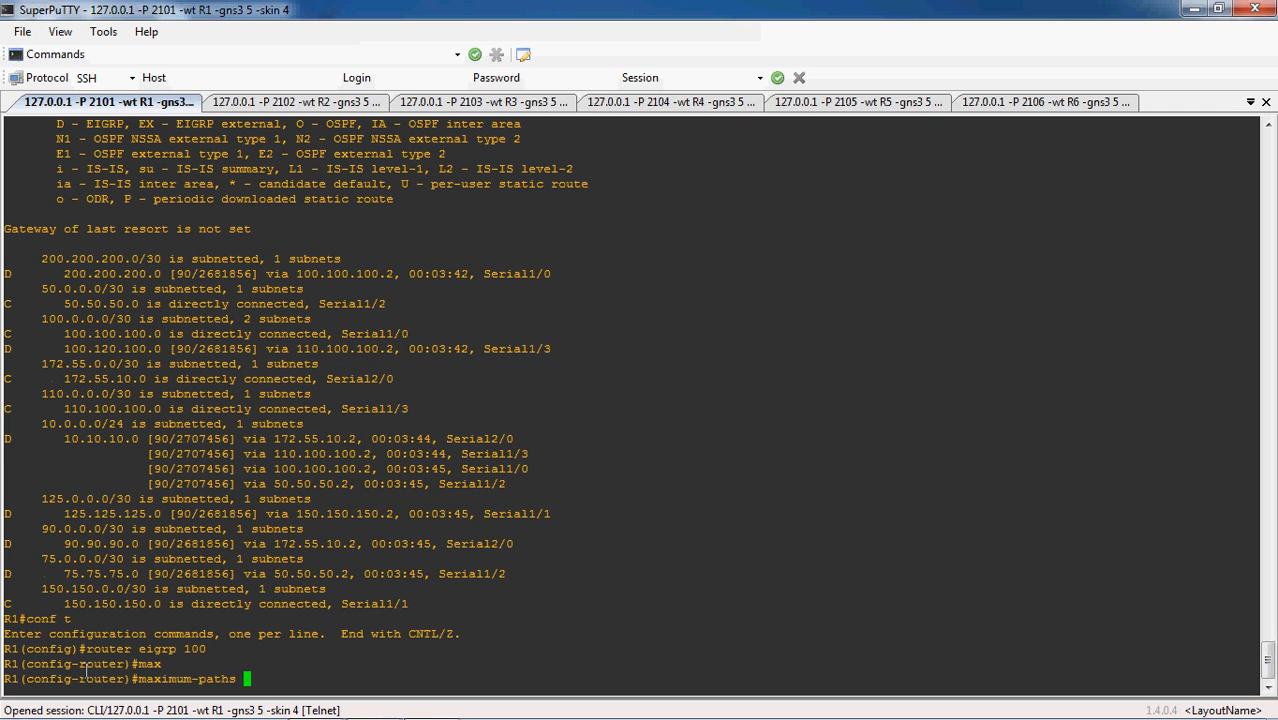 SuperPuTTY - 127.0.0.1 -P 2101 -wt R1 -gns3 5 -skin 4
File View Tools Help
Commands
Protocol SSH Host Login Password Session
127.0.0.1 -P 2101 -wt R1 -gns3... 127.0.0.1 -P 2102 -wt R2 -gns3 5 ... 127.0.0.1 -P 2103 -wt R3 -gns3 5 ... 127.0.0.1 -P 2104 -wt R4 -gns3 5 ... 127.0.0.1 -P 2105 -wt R5 -gns3 5 ... 127.0.0.1 -P 2106 -wt R6 -gns3 5 ...
D - EIGRP, EX - EIGRP external, O - OSPF, IA - OSPF inter area
N1 - OSPF NSSA external type 1, N2 - OSPF NSSA external type 2
E1 - OSPF external type 1, E2 - OSPF external type 2
i - IS-IS, su - IS-IS summary, L1 - IS-IS level-1, L2 - IS-IS level-2
ia - IS-IS inter area, * - candidate default, U - per-user static route
o - ODR, P - periodic downloaded static route
Gateway of last resort is not set
200.200.200.0/30 is subnetted, 1 subnets
D 200.200.200.0 [90/2681856] via 100.100.100.2, 00:03:42, Serial1/0
50.0.0.0/30 is subnetted, 1 subnets
C 50.50.50.0 is directly connected, Serial1/2
100.0.0.0/30 is subnetted, 2 subnets
C 100.100.100.0 is directly connected, Serial1/0
D 100.120.100.0 [90/2681856] via 110.100.100.2, 00:03:42, Serial1/3
172.55.0.0/30 is subnetted, 1 subnets
C 172.55.10.0 is directly connected, Serial2/0
110.0.0.0/30 is subnetted, 1 subnets
C 110.100.100.0 is directly connected, Serial1/3
10.0.0.0/24 is subnetted, 1 subnets
D 10.10.10.0 [90/2707456] via 172.55.10.2, 00:03:44, Serial2/0
[90/2707456] via 110.100.100.2, 00:03:44, Serial1/3
[90/2707456] via 100.100.100.2, 00:03:45, Serial1/0
[90/2707456] via 50.50.50.2, 00:03:45, Serial1/2
125.0.0.0/30 is subnetted, 1 subnets
D 125.125.125.0 [90/2681856] via 150.150.150.2, 00:03:45, Serial1/1
90.0.0.0/30 is subnetted, 1 subnets
D 90.90.90.0 [90/2681856] via 172.55.10.2, 00:03:45, Serial2/0
75.0.0.0/30 is subnetted, 1 subnets
D 75.75.75.0 [90/2681856] via 50.50.50.2, 00:03:45, Serial1/2
150.150.0.0/30 is subnetted, 1 subnets
C 150.150.150.0 is directly connected, Serial1/1
R1#conf t
Enter configuration commands, one per line. End with CNTL/Z.
R1(config)#router eigrp 100
R1(config-router)#max
R1(config-router)#maximum-paths
Opened session: CLI/127.0.0.1 -P 2101 -wt R1 -gns3 5 -skin 4 [Telnet] 1.4.0.4 <LayoutName>